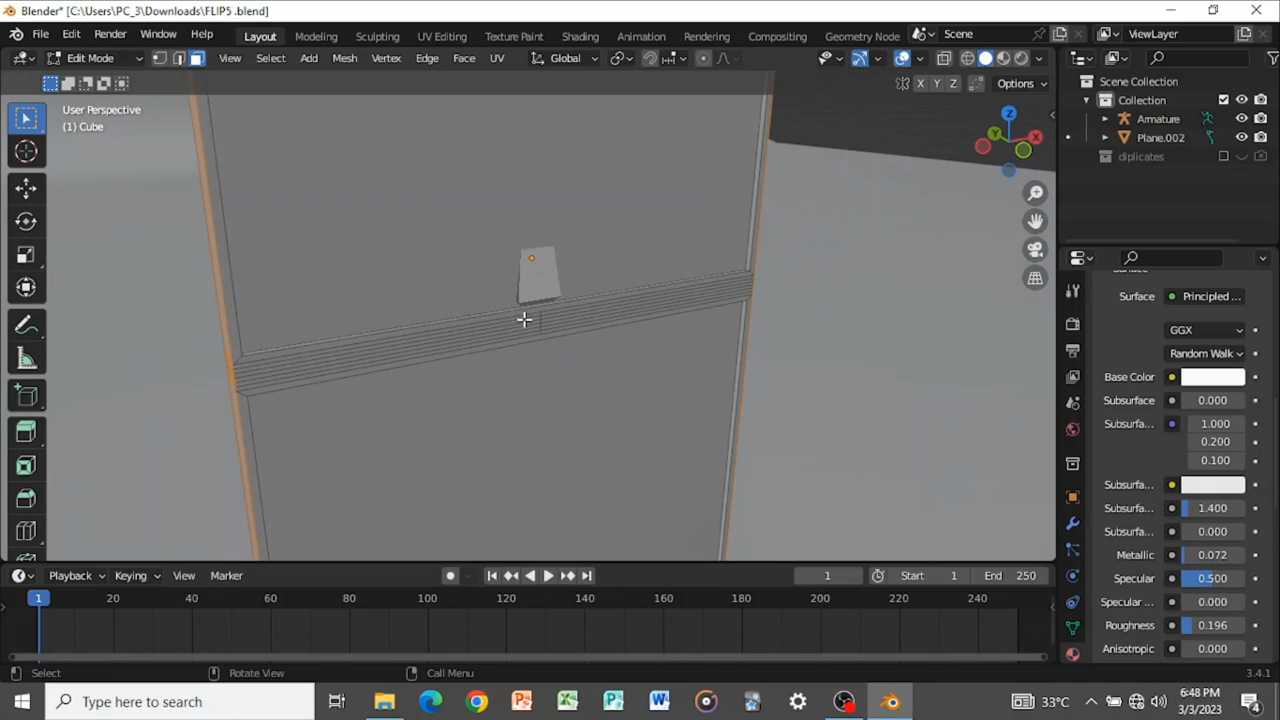 Blender* [C:\Users\PC_3\Downloads\FLIP5 .blend]
File Edit Render Window Help Layout Modeling Sculpting UV Editing Texture Paint Shading Animation Rendering Compositing Geometry Node Scene ViewLayer
Edit Mode View Select Add Mesh Vertex Edge Face UV Global
X Y Z Options
User Perspective
(1) Cube
Z
Y
X
Scene Collection
Collection
Armature
Plane.002
diplicates
Surface Principled ...
GGX
Random Walk
Base Color
Subsurface 0.000
Subsurfa... 1.000
0.200
0.100
Subsurfa...
Subsurfa... 1.400
Subsurfa... 0.000
Metallic 0.072
Specular 0.500
Specular ... 0.000
Roughness 0.196
Anisotropic 0.000
Playback Keying View Marker 1 Start 1 End 250
1 20 40 60 80 100 120 140 160 180 200 220 240
Select Rotate View Call Menu 3.4.1
Type here to search 33°C 6:48 PM
3/3/2023 4